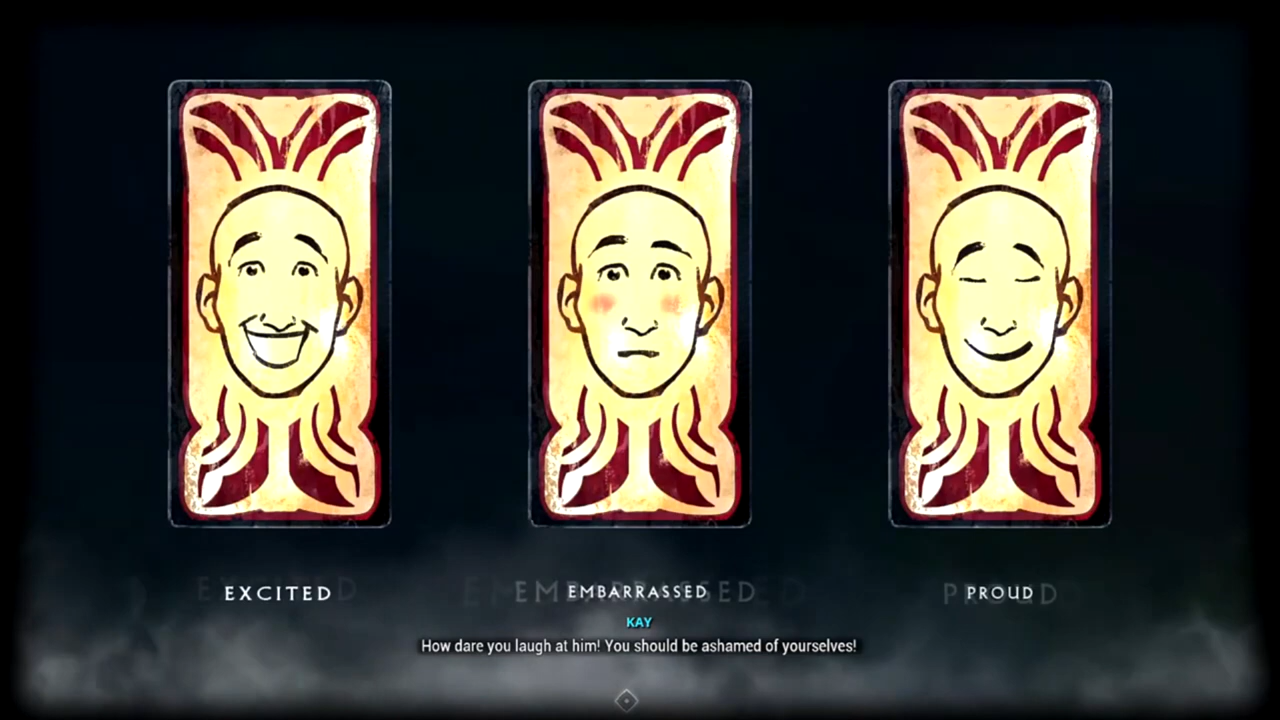 EXCITED
EMBARRASSED
PROUD
KAY
How dare you laugh at him! You should be ashamed of yourselves!